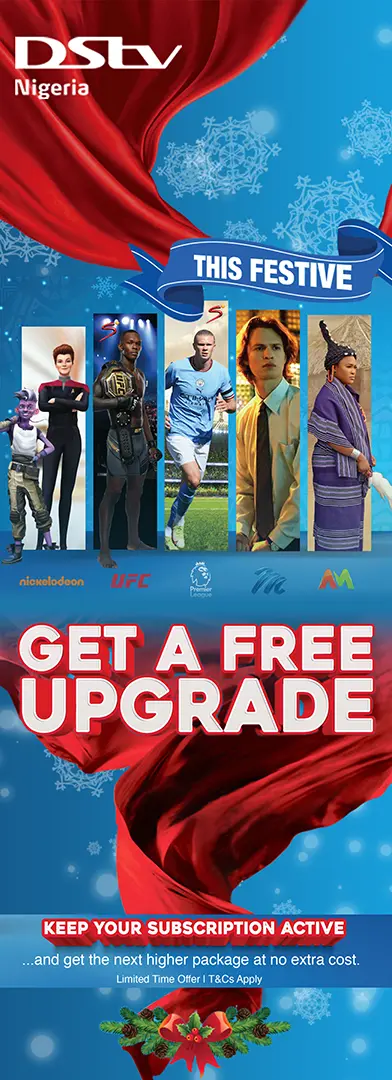 DStv
Nigeria
THIS FESTIVE
S
S
nickelodeon
UFC
Premier
League
M
AM
GET A FREE
UPGRADE
KEEP YOUR SUBSCRIPTION ACTIVE
...and get the next higher package at no extra cost.
Limited Time Offer I T&Cs Apply